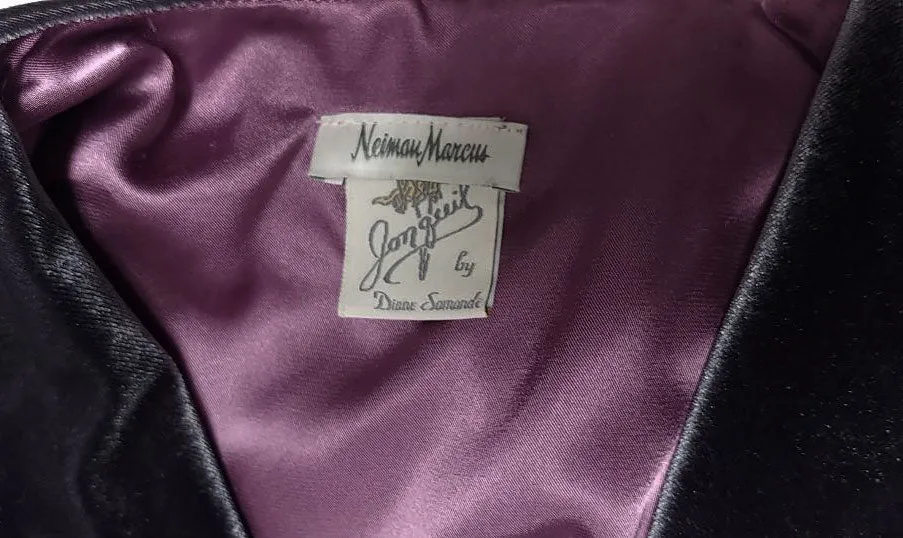 Neiman Marcus
Jonquil
by
Diane Samandi